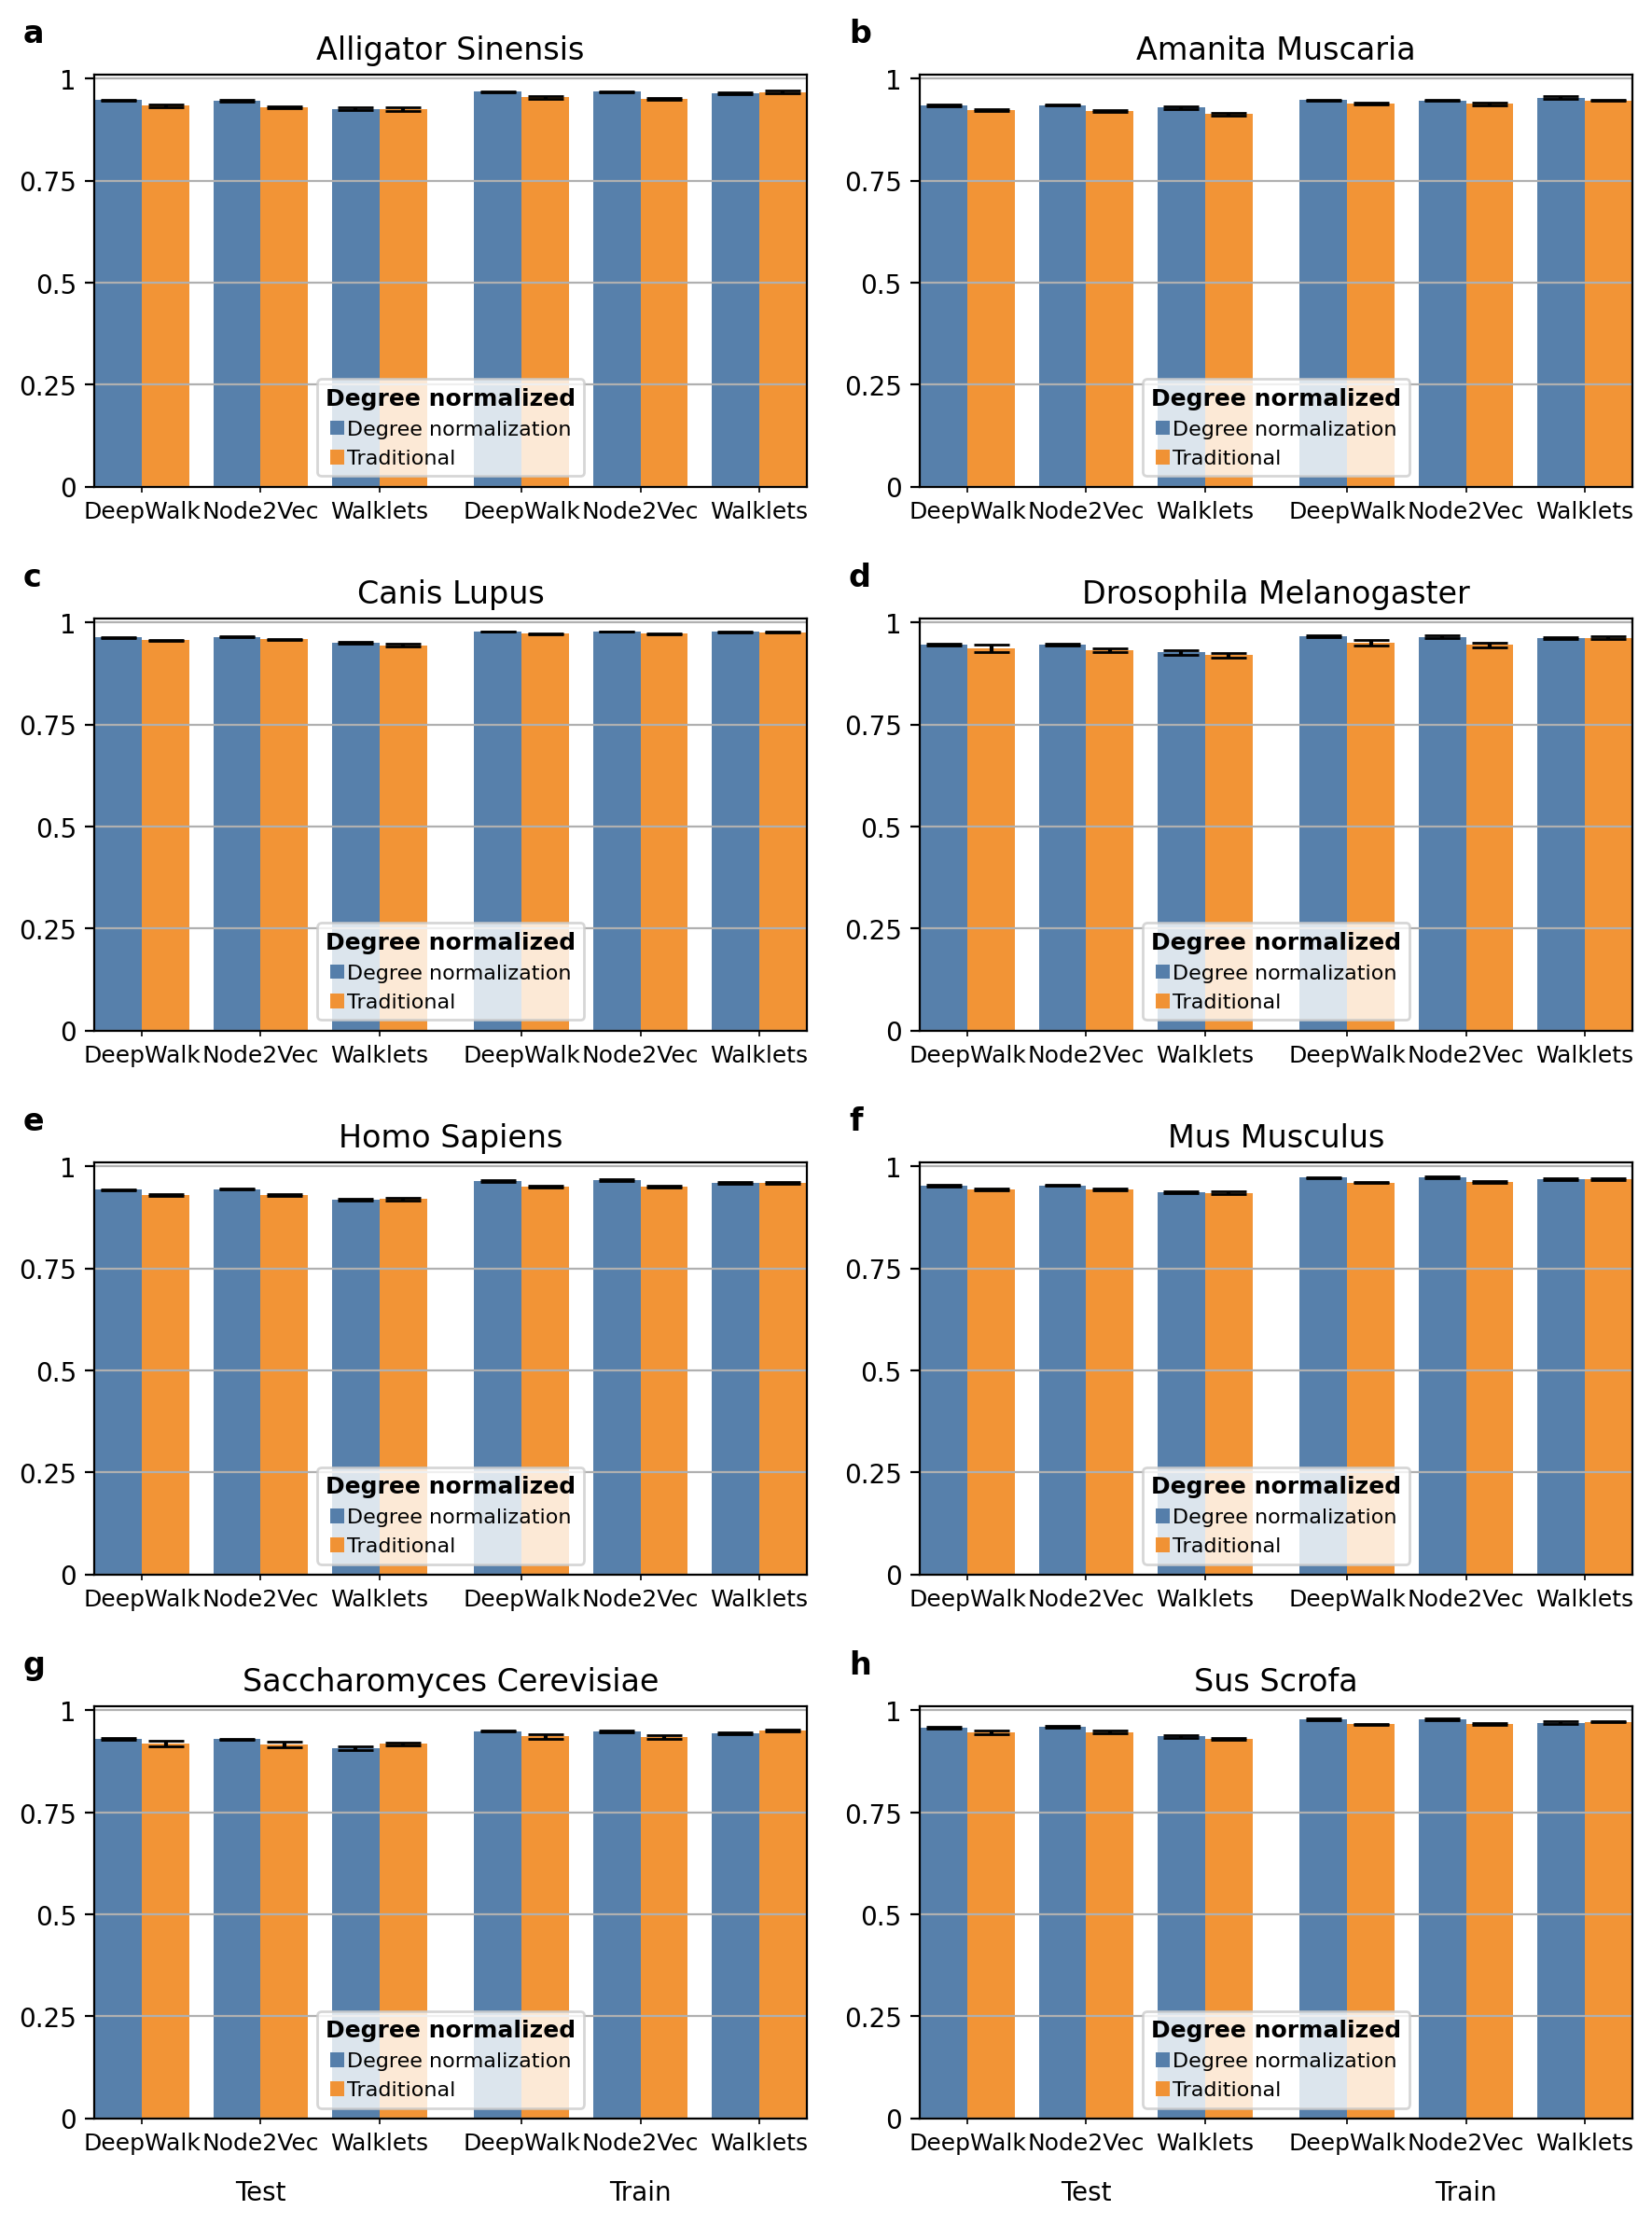 a
Alligator Sinensis
1
0.75
0.5
0.25
0
Degree normalized
Degree normalization
Traditional
DeepWalk Node2Vec Walklets DeepWalk Node2Vec Walklets
b
Amanita Muscaria
1
0.75
0.5
0.25
0
Degree normalized
Degree normalization
Traditional
DeepWalk Node2Vec Walklets DeepWalk Node2Vec Walklets
c
Canis Lupus
1
0.75
0.5
0.25
0
Degree normalized
Degree normalization
Traditional
DeepWalk Node2Vec Walklets DeepWalk Node2Vec Walklets
d
Drosophila Melanogaster
1
0.75
0.5
0.25
0
Degree normalized
Degree normalization
Traditional
DeepWalk Node2Vec Walklets DeepWalk Node2Vec Walklets
e
Homo Sapiens
1
0.75
0.5
0.25
0
Degree normalized
Degree normalization
Traditional
DeepWalk Node2Vec Walklets DeepWalk Node2Vec Walklets
f
Mus Musculus
1
0.75
0.5
0.25
0
Degree normalized
Degree normalization
Traditional
DeepWalk Node2Vec Walklets DeepWalk Node2Vec Walklets
g
Saccharomyces Cerevisiae
1
0.75
0.5
0.25
0
Degree normalized
Degree normalization
Traditional
DeepWalk Node2Vec Walklets DeepWalk Node2Vec Walklets
Test Train
h
Sus Scrofa
1
0.75
0.5
0.25
0
Degree normalized
Degree normalization
Traditional
DeepWalk Node2Vec Walklets DeepWalk Node2Vec Walklets
Test Train